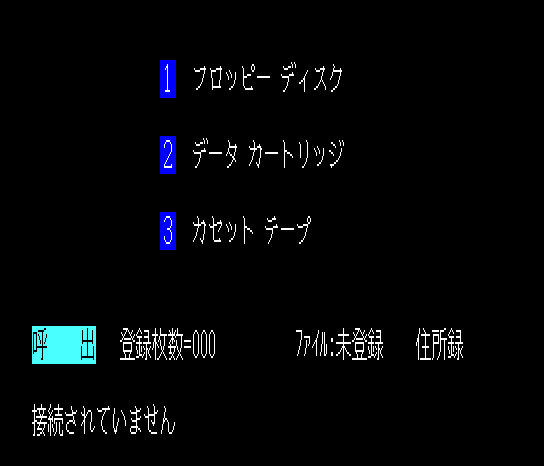 1 フロッピー ディスク
2 データ カートリッジ
3 カセット テープ
呼 出 登録枚数=000 ﾌｧｲﾙ:未登録 住所録
接続されていません